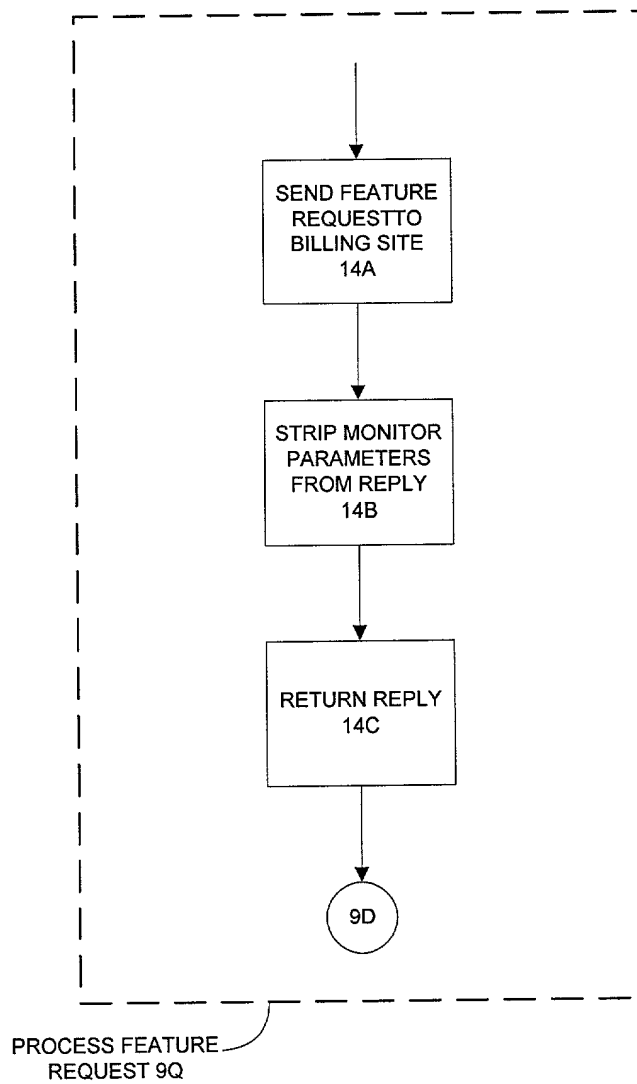 SEND FEATURE
REQUESTTO
BILLING SITE
14A
STRIP MONITOR
PARAMETERS
FROM REPLY
14B
RETURN REPLY
14C
9D
PROCESS FEATURE
REQUEST 9Q